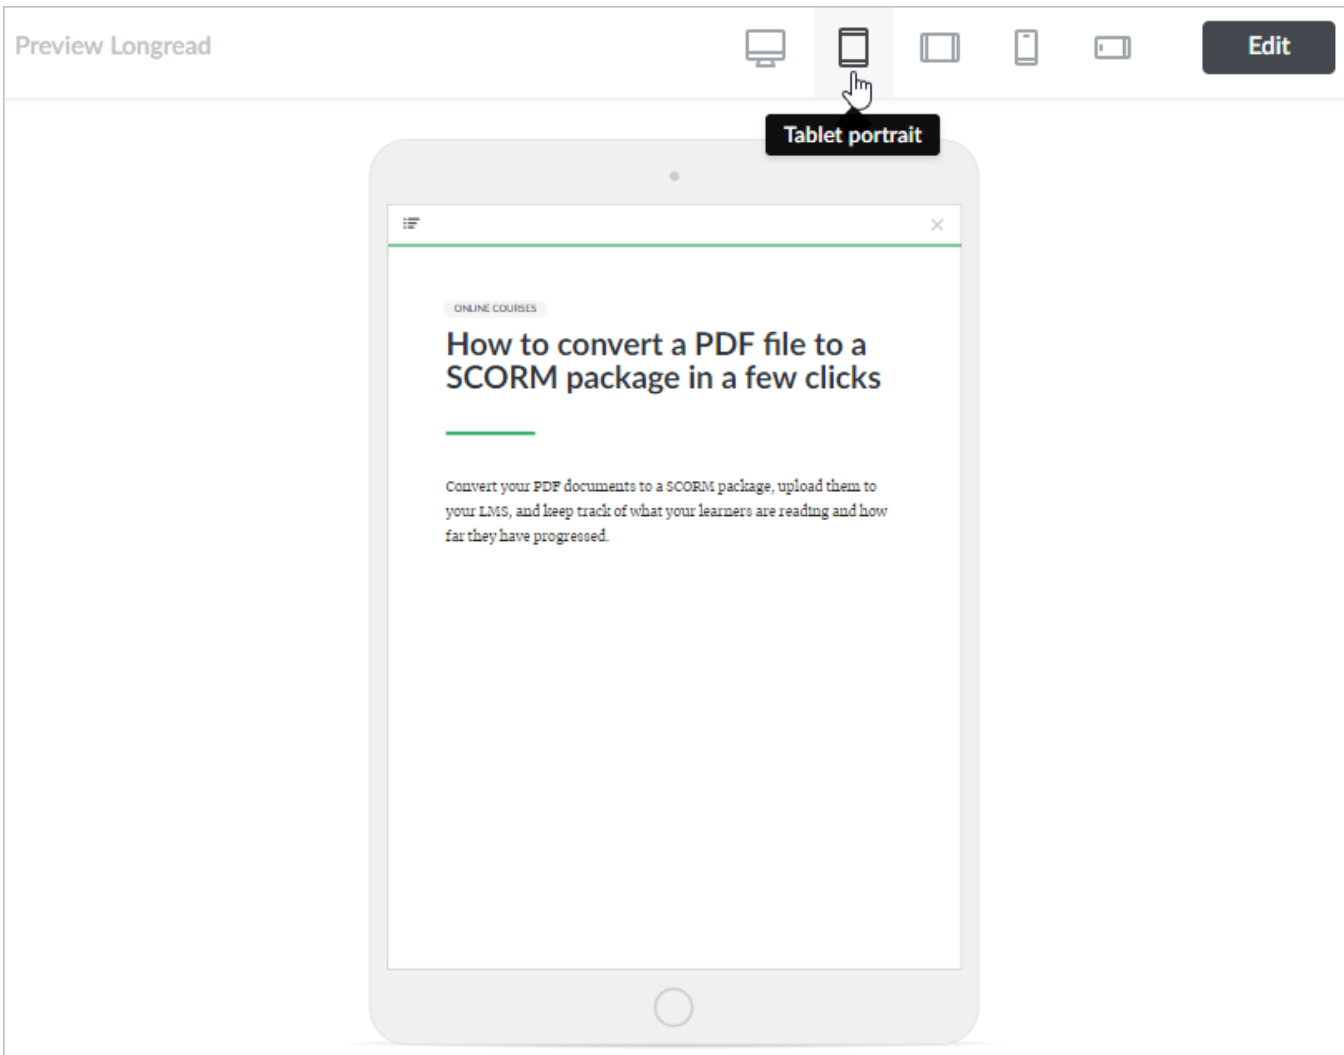 Preview Longread
Edit
Tablet portrait
ONLINE COURSES
How to convert a PDF file to a
SCORM package in a few clicks
Convert your PDF documents to a SCORM package, upload them to
your LMS, and keep track of what your learners are reading and how
far they have progressed.